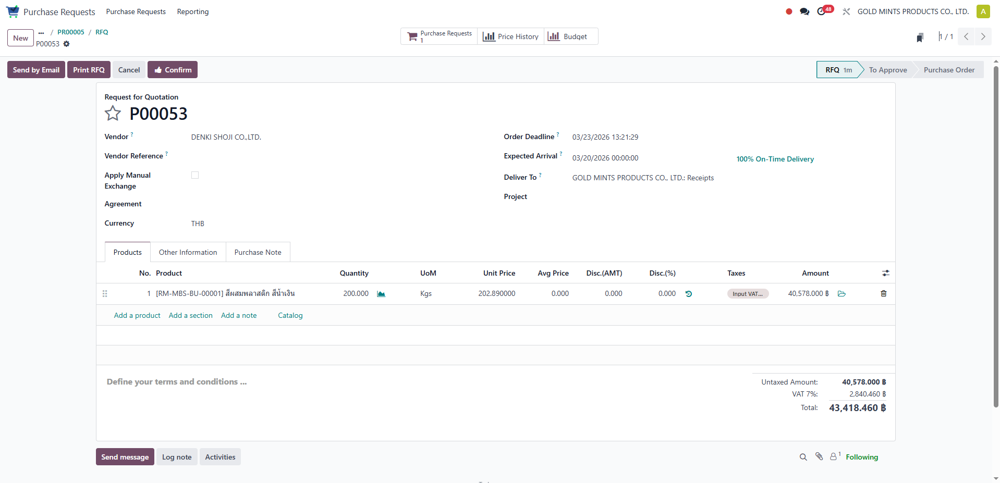 Purchase Requests Purchase Requests Reporting 48 GOLD MINTS PRODUCTS CO., LTD. A
New ... / PR00005 / RFQ
P00053
Purchase Requests
1
Price History Budget 1 / 1
Send by Email Print RFQ Cancel Confirm RFQ 1m To Approve Purchase Order
Request for Quotation
P00053
Vendor ? DENKI SHOJI CO.,LTD.
Order Deadline ? 03/23/2026 13:21:29
Vendor Reference ?
Expected Arrival ? 03/20/2026 00:00:00 100% On-Time Delivery
Apply Manual
Exchange
Deliver To ? GOLD MINTS PRODUCTS CO., LTD.: Receipts
Project
Agreement
Currency THB
Products Other Information Purchase Note
No. Product Quantity UoM Unit Price Avg Price Disc.(AMT) Disc.(%) Taxes Amount
1 [RM-MBS-BU-00001] สีผสมพลาสติก สีน้ำเงิน 200.000 Kgs 202.890000 0.000 0.000 0.000 Input VAT... 40,578.000 ฿
Add a product Add a section Add a note Catalog
Define your terms and conditions ...
Untaxed Amount: 40,578.000 ฿
VAT 7%: 2,840.460 ฿
Total: 43,418.460 ฿
Send message Log note Activities 1 Following